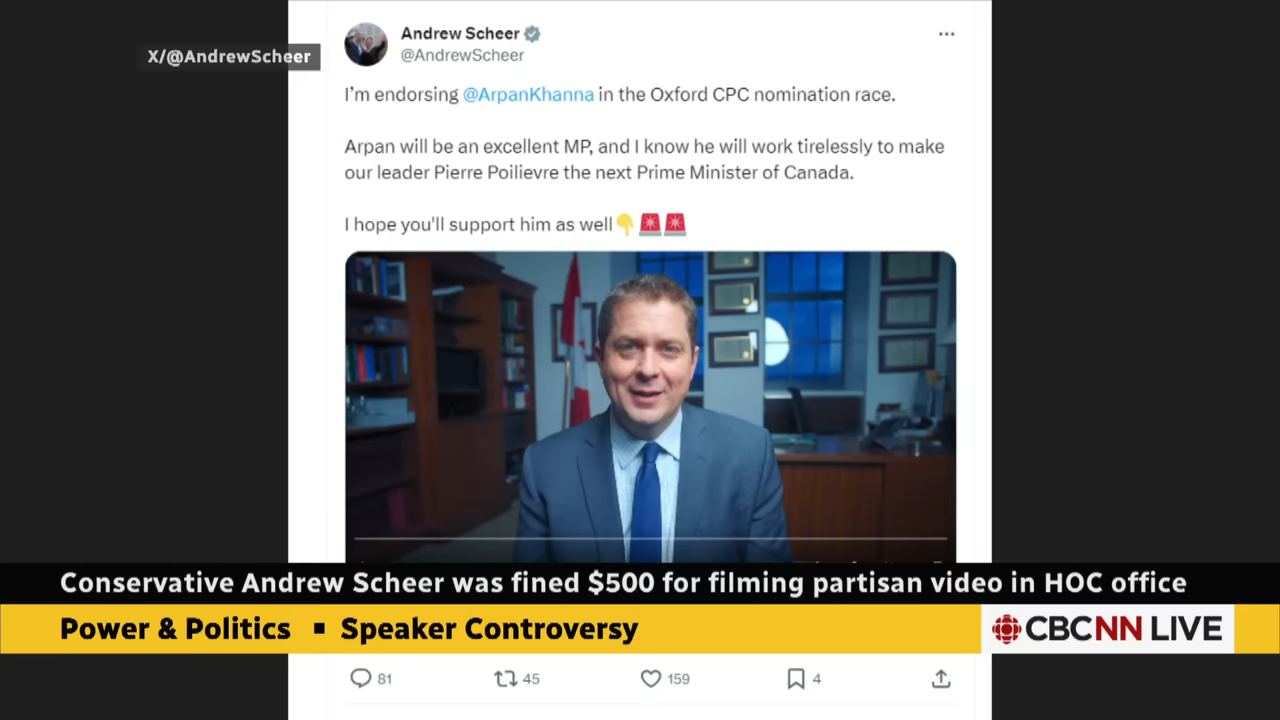 X/@AndrewScheer
Andrew Scheer
@AndrewScheer
I'm endorsing @ArpanKhanna in the Oxford CPC nomination race.
Arpan will be an excellent MP, and I know he will work tirelessly to make
our leader Pierre Poilievre the next Prime Minister of Canada.
I hope you'll support him as well👇🚨🚨
Conservative Andrew Scheer was fined $500 for filming partisan video in HOC office
Power & Politics ▪ Speaker Controversy
CBCNN LIVE
81 45 159 4